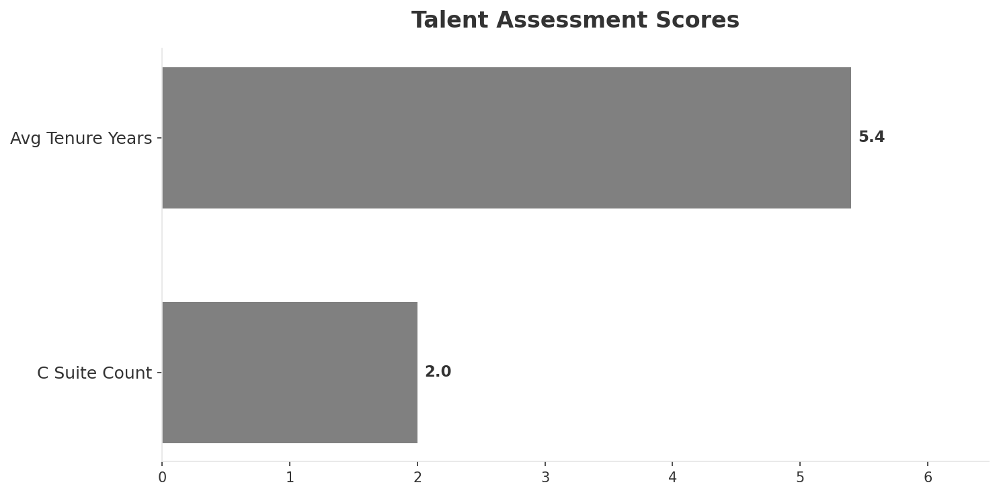 Talent Assessment Scores
Avg Tenure Years
5.4
C Suite Count
2.0
0 1 2 3 4 5 6